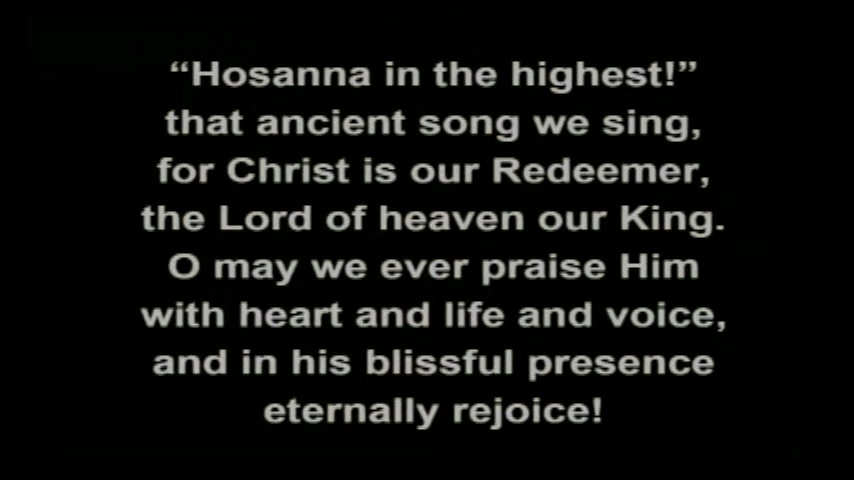 “Hosanna in the highest!”
that ancient song we sing,
for Christ is our Redeemer,
the Lord of heaven our King.
O may we ever praise Him
with heart and life and voice,
and in his blissful presence
eternally rejoice!